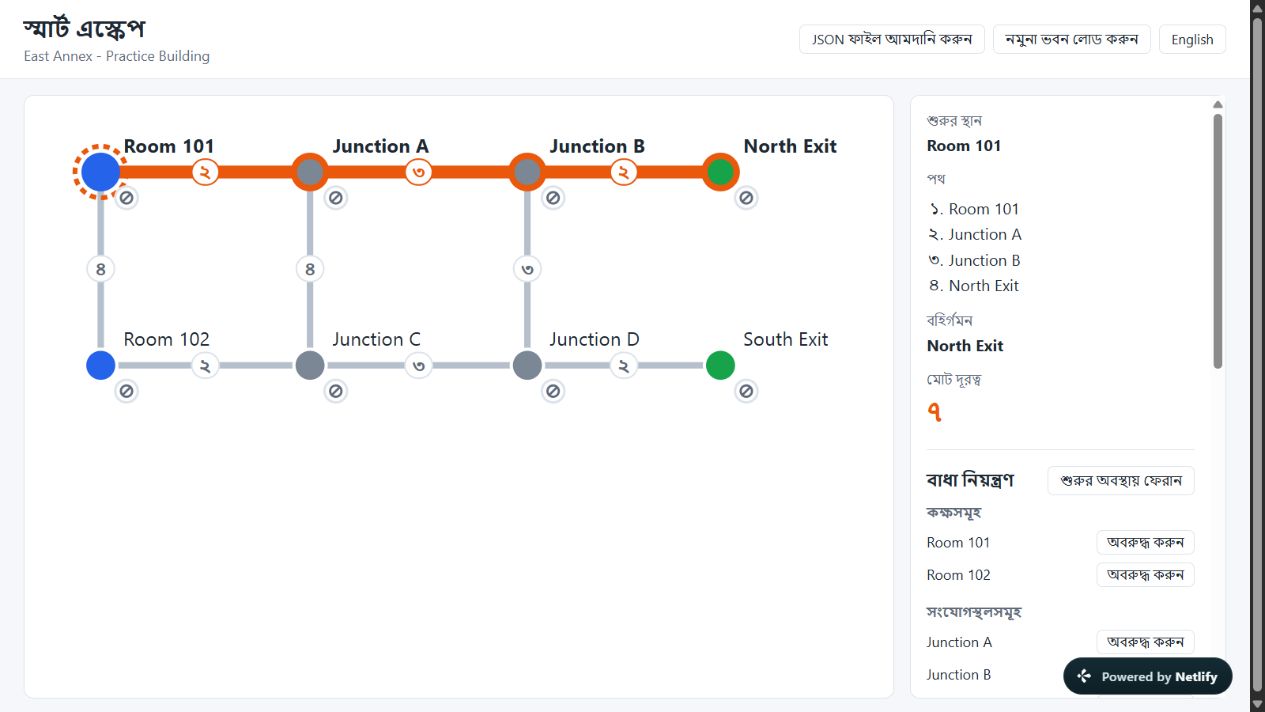 স্মার্ট এস্কেপ
East Annex - Practice Building
JSON ফাইল আমদানি করুন
নমুনা ভবন লোড করুন
English
Room 101
Junction A
Junction B
North Exit
২
৩
২
৪
৪
৩
Room 102
Junction C
Junction D
South Exit
২
৩
২
শুরুর স্থান
Room 101
পথ
১. Room 101
২. Junction A
৩. Junction B
৪. North Exit
বহির্গমন
North Exit
মোট দূরত্ব
৭
বাধা নিয়ন্ত্রণ
শুরুর অবস্থায় ফেরান
কক্ষসমূহ
Room 101 অবরুদ্ধ করুন
Room 102 অবরুদ্ধ করুন
সংযোগস্থলসমূহ
Junction A অবরুদ্ধ করুন
Junction B
Powered by Netlify